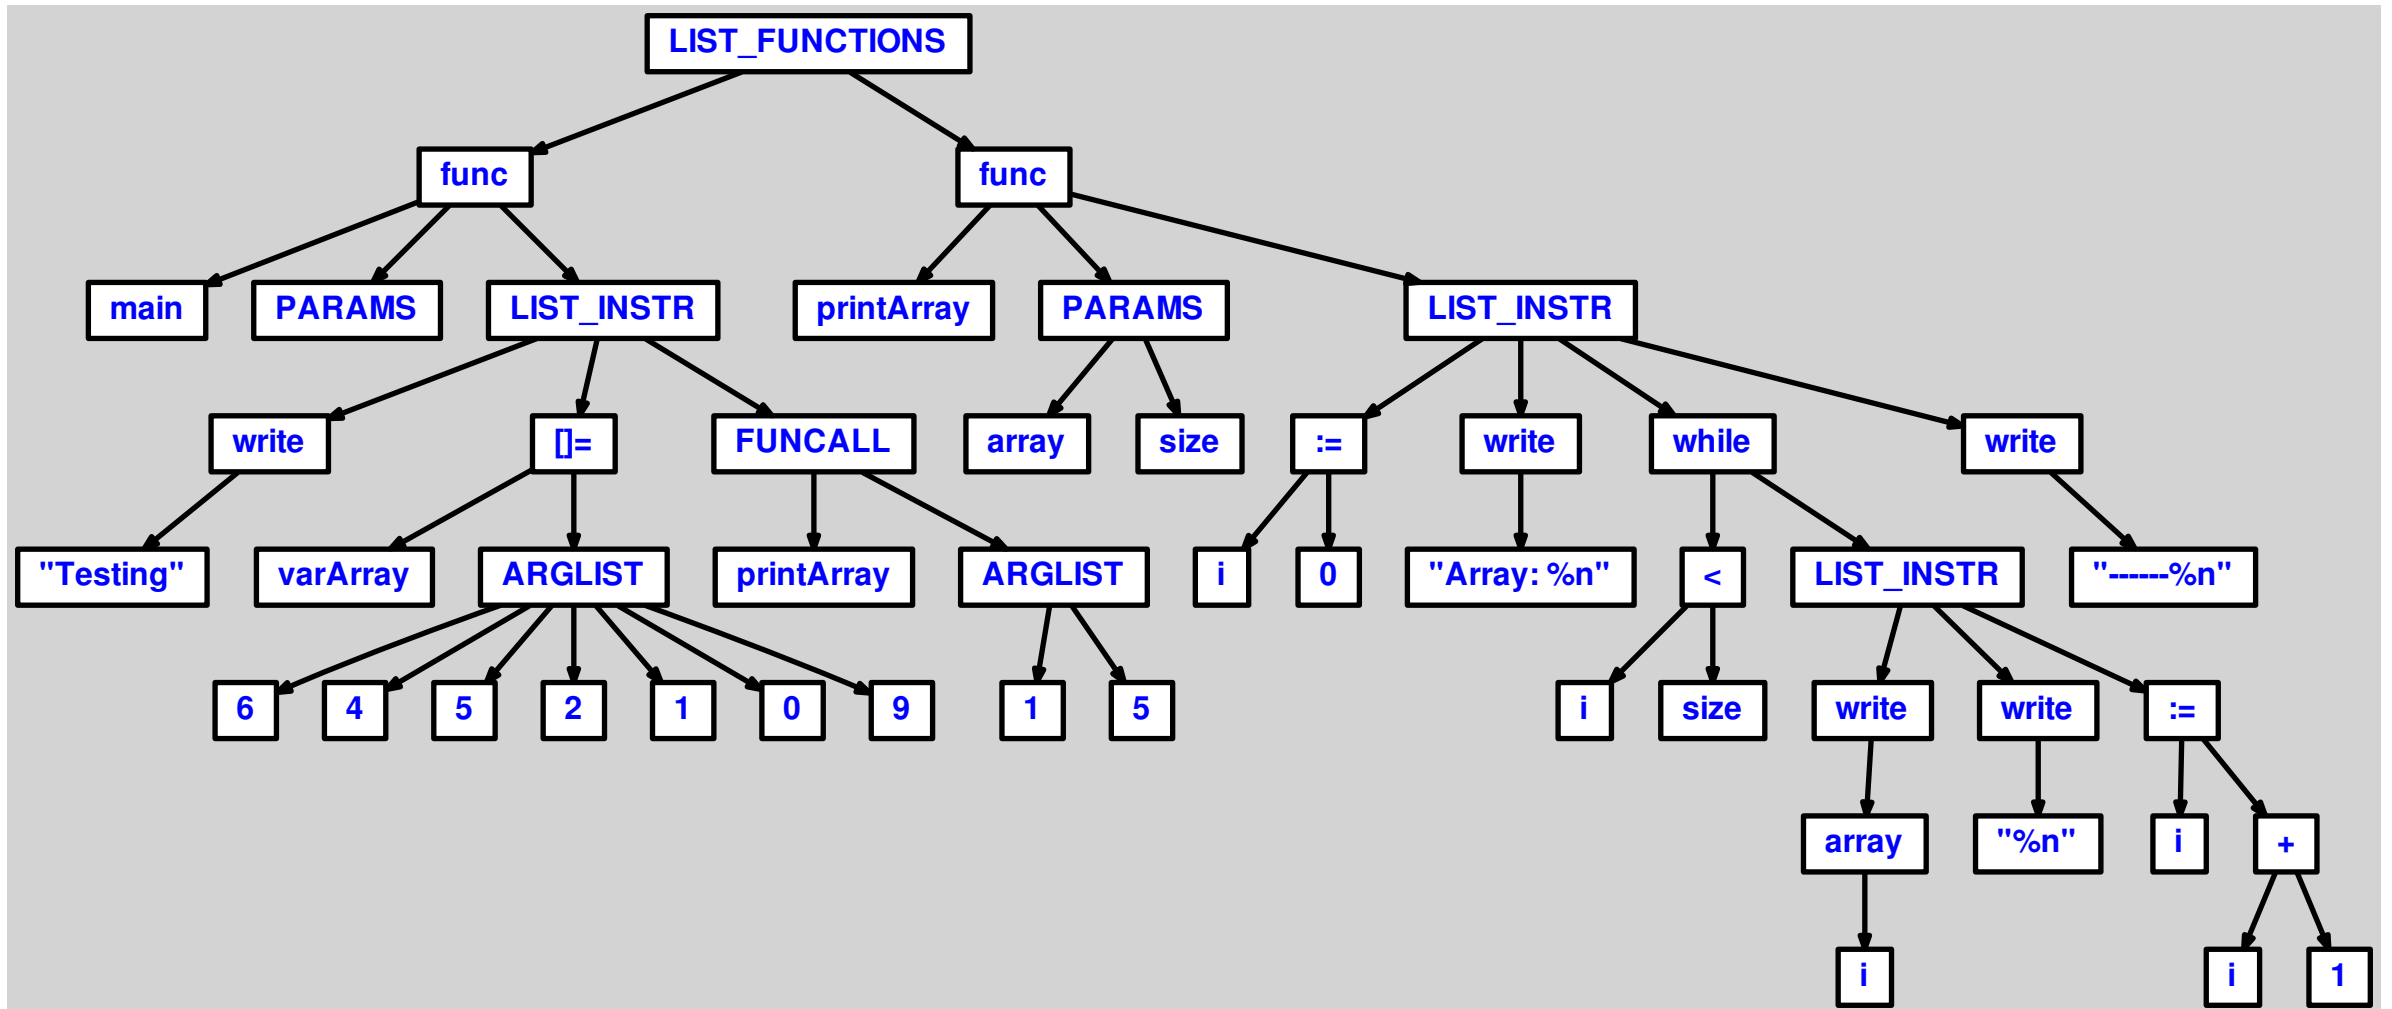 LIST_FUNCTIONS
func func
main PARAMS LIST_INSTR printArray PARAMS LIST_INSTR
write []= FUNCALL array size := write while write
"Testing" varArray ARGLIST printArray ARGLIST i 0 "Array: %n" < LIST_INSTR "------%n"
6 4 5 2 1 0 9 1 5 i size write write :=
array "%n" i +
i i 1